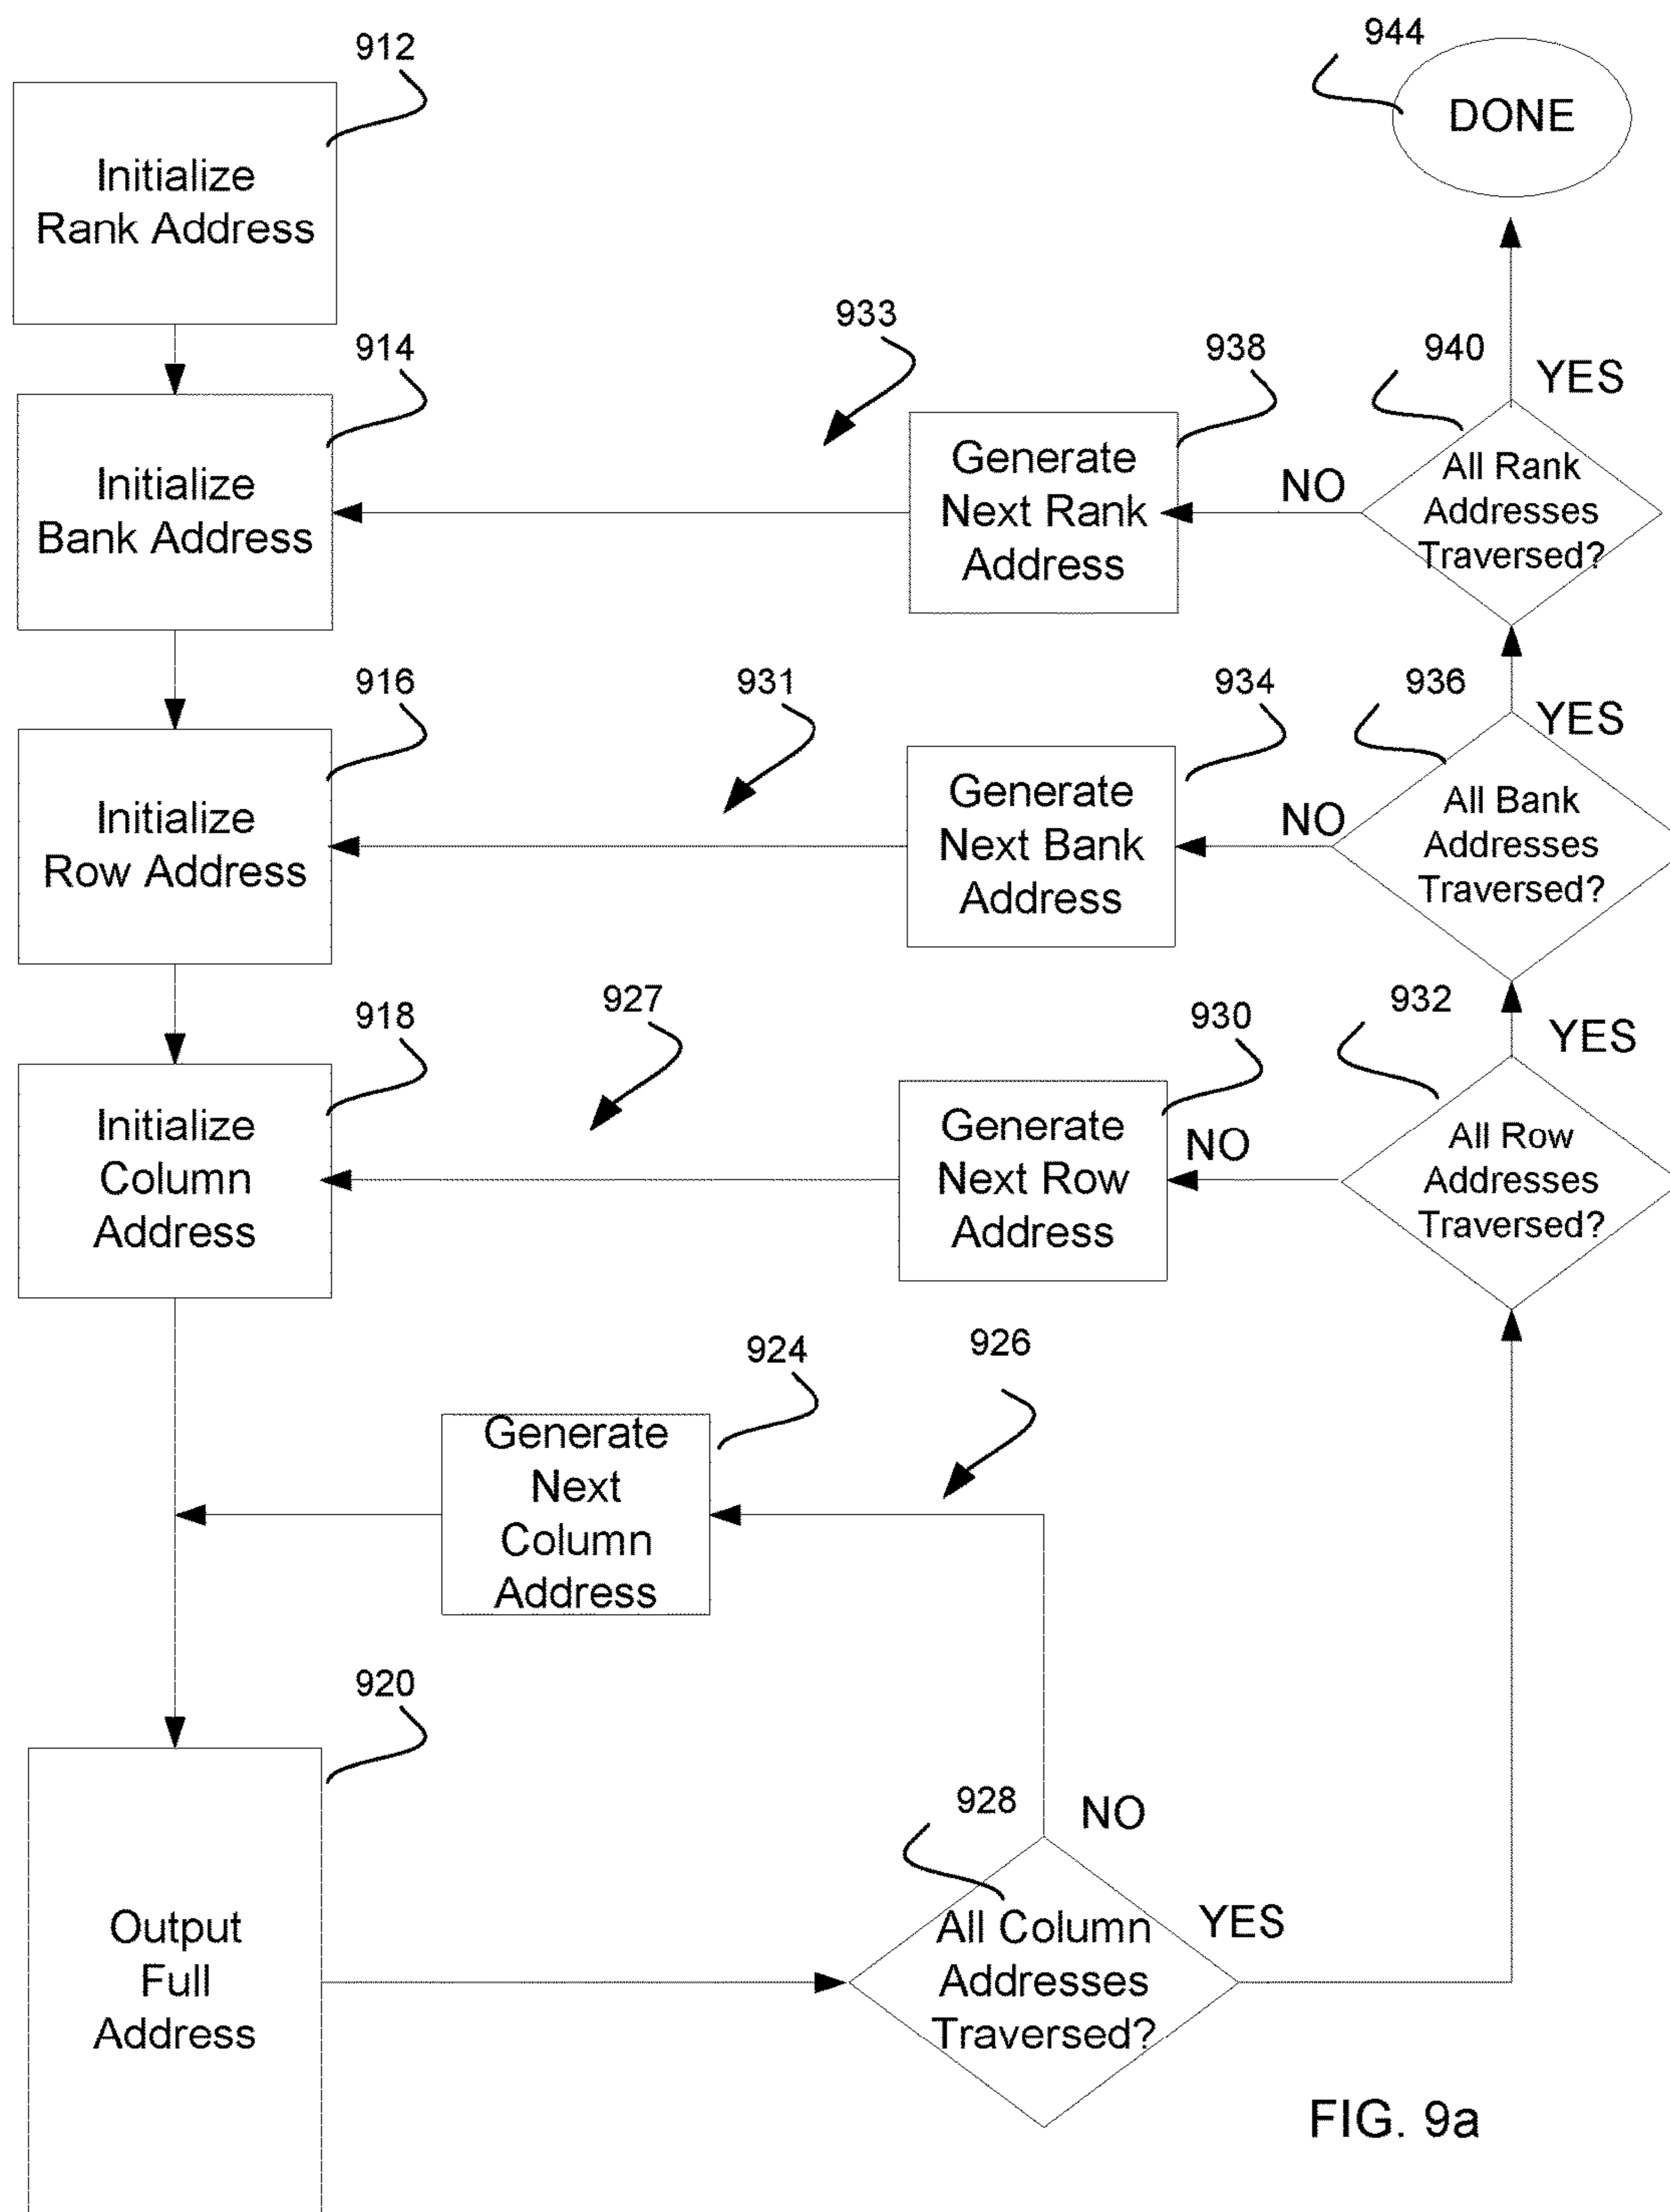 912
944
Initialize
Rank Address
DONE
933
914
938
940
YES
Initialize
Bank Address
Generate
Next Rank
Address
NO
All Rank
Addresses
Traversed?
916
931
934
936
YES
Initialize
Row Address
Generate
Next Bank
Address
NO
All Bank
Addresses
Traversed?
918
927
930
932
YES
Initialize
Column
Address
Generate
Next Row
Address
NO
All Row
Addresses
Traversed?
924
926
Generate
Next
Column
Address
920
928
NO
Output
Full
Address
All Column
Addresses
Traversed?
YES
FIG. 9a